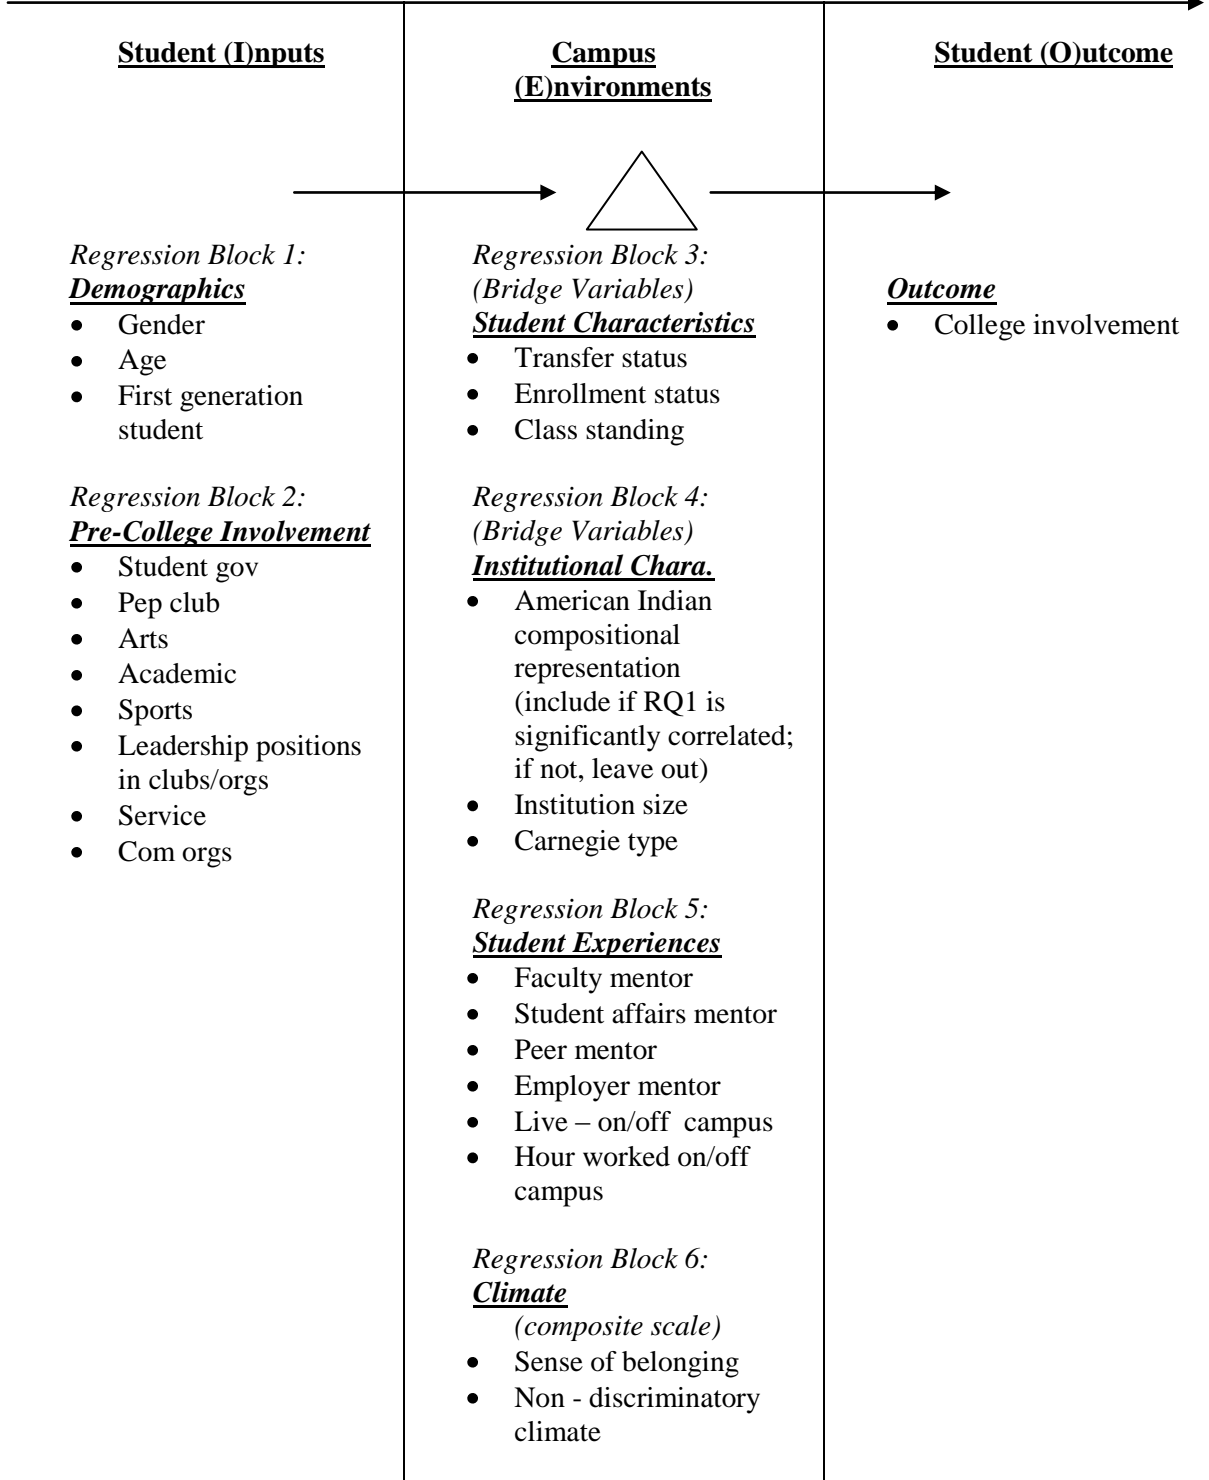 Student (I)nputs
Regression Block 1:
Demographics
• Gender
• Age
• First generation
student
Regression Block 2:
Pre-College Involvement
• Student gov
• Pep club
• Arts
• Academic
• Sports
• Leadership positions
in clubs/orgs
• Service
• Com orgs
Campus
(E)nvironments
Regression Block 3:
(Bridge Variables)
Student Characteristics
• Transfer status
• Enrollment status
• Class standing
Regression Block 4:
(Bridge Variables)
Institutional Chara.
• American Indian
compositional
representation
(include if RQ1 is
significantly correlated;
if not, leave out)
• Institution size
• Carnegie type
Regression Block 5:
Student Experiences
• Faculty mentor
• Student affairs mentor
• Peer mentor
• Employer mentor
• Live – on/off campus
• Hour worked on/off
campus
Regression Block 6:
Climate
(composite scale)
• Sense of belonging
• Non - discriminatory
climate
Student (O)utcome
Outcome
• College involvement